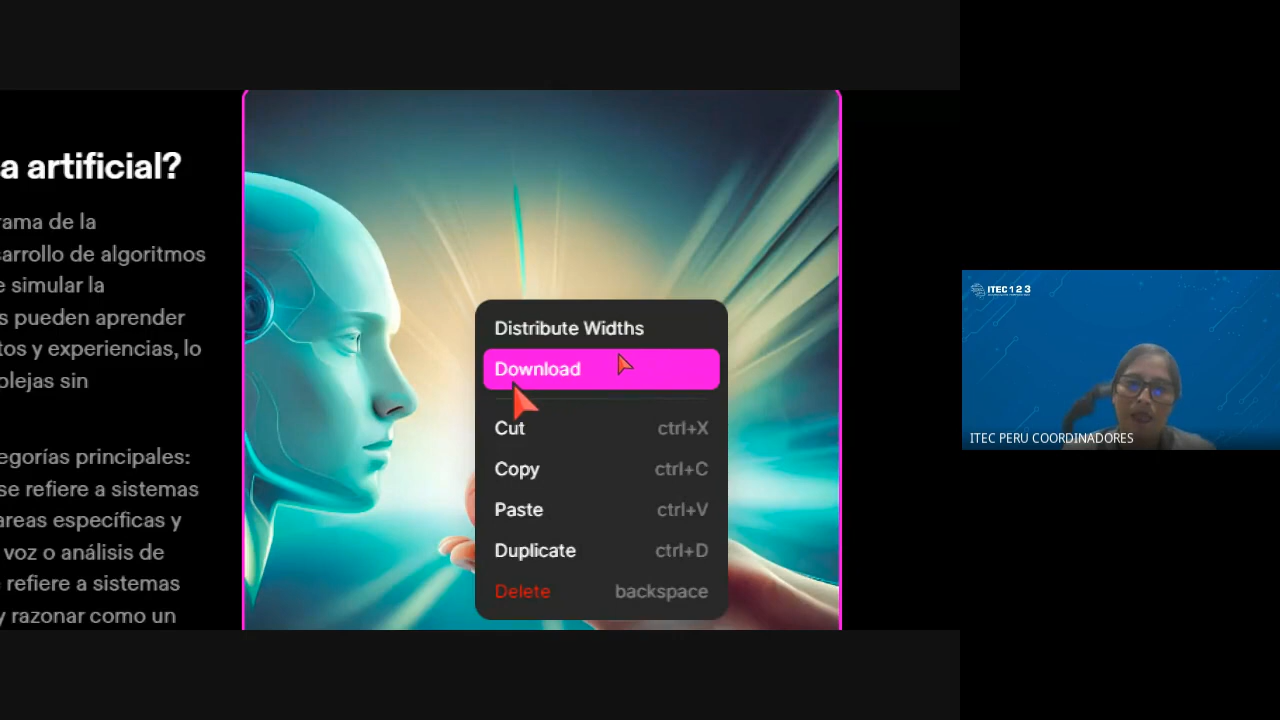 a artificial?
rama de la
sarrollo de algoritmos
e simular la
s pueden aprender
tos y experiencias, lo
olejas sin
egorías principales:
se refiere a sistemas
areas específicas y
voz o análisis de
e refiere a sistemas
y razonar como un
Distribute Widths
Download
Cut ctrl+X
Copy ctrl+C
Paste ctrl+V
Duplicate ctrl+D
Delete backspace
ITEC 1 2 3
ITEC PERU COORDINADORES